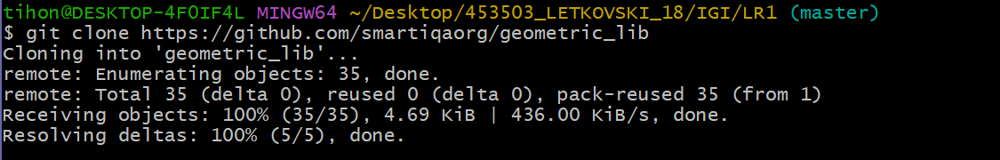 tihon@DESKTOP-4F0IF4L MINGW64 ~/Desktop/453503_LETKOVSKI_18/IGI/LR1 (master)
$ git clone https://github.com/smartiqaorg/geometric_lib
Cloning into 'geometric_lib'...
remote: Enumerating objects: 35, done.
remote: Total 35 (delta 0), reused 0 (delta 0), pack-reused 35 (from 1)
Receiving objects: 100% (35/35), 4.69 KiB | 436.00 KiB/s, done.
Resolving deltas: 100% (5/5), done.